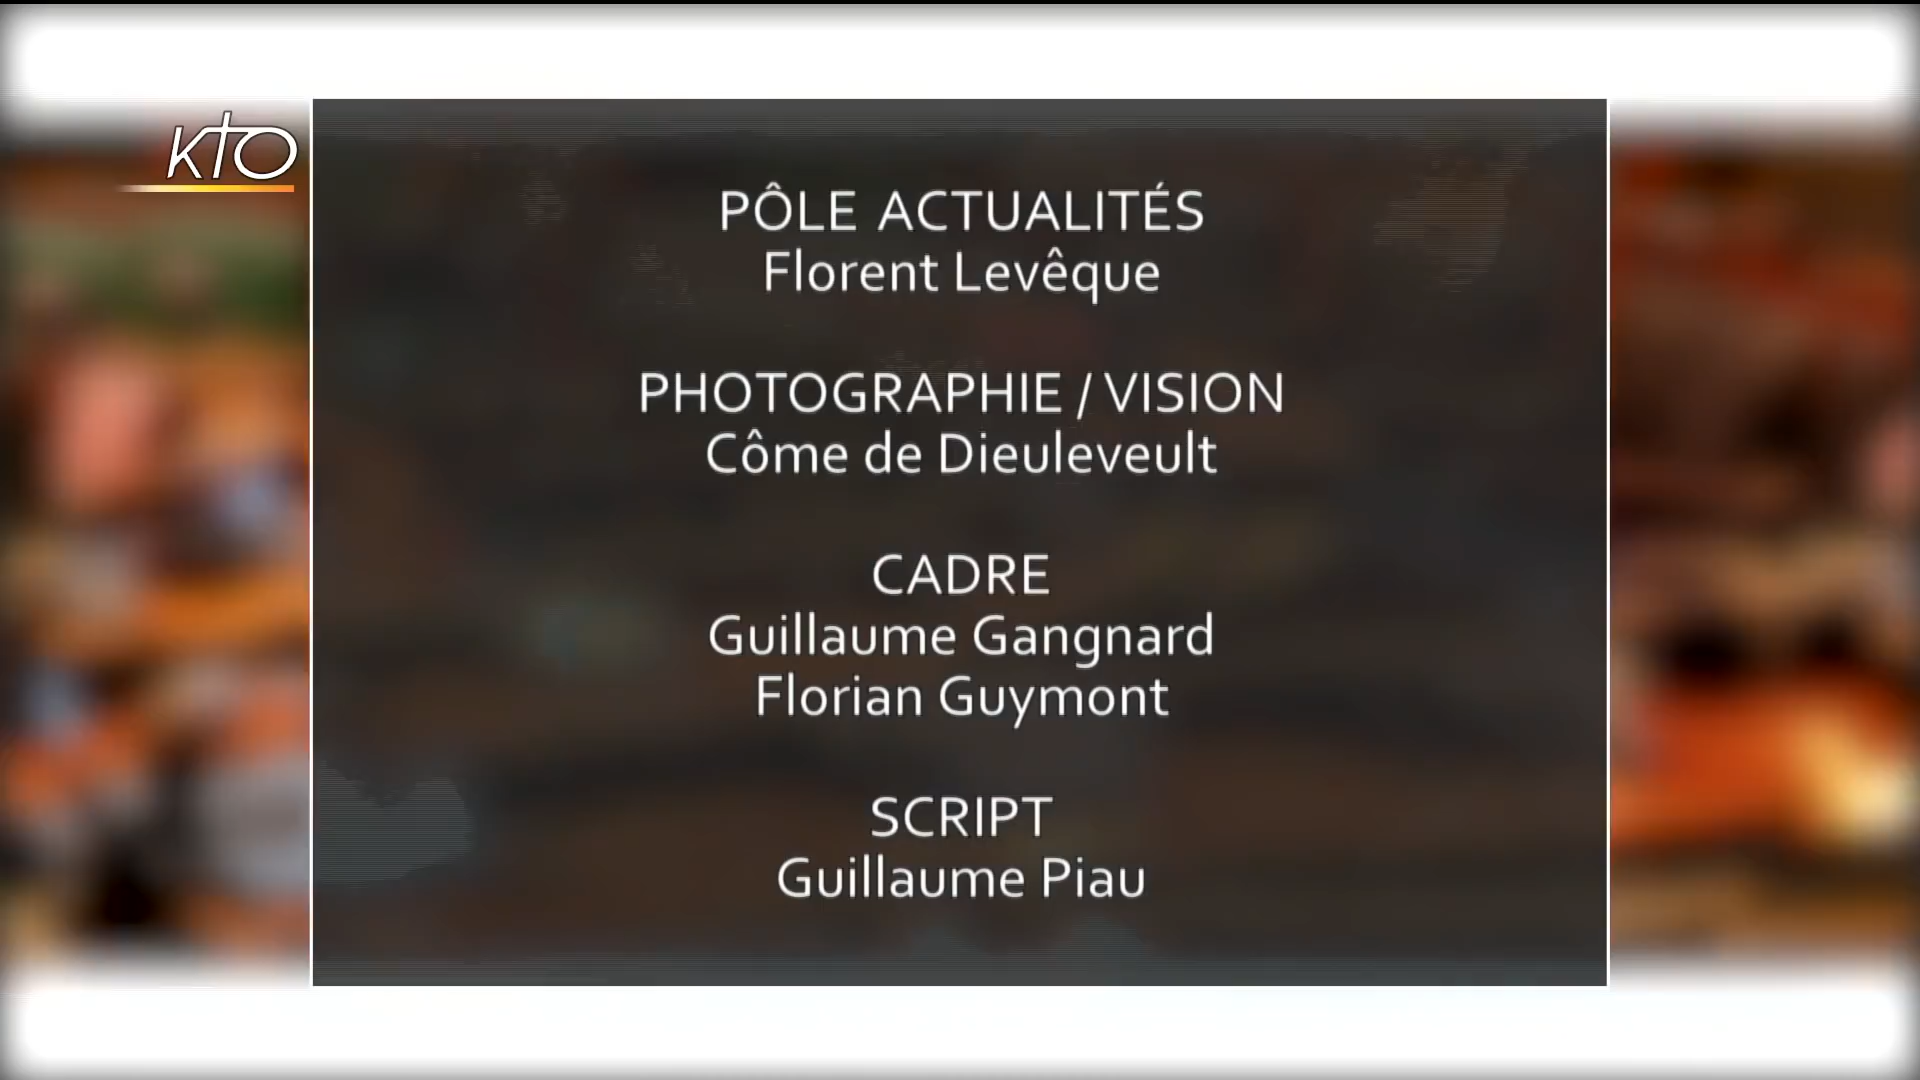 KTO
PÔLE ACTUALITÉS
Florent Levêque
PHOTOGRAPHIE / VISION
Côme de Dieuleveult
CADRE
Guillaume Gangnard
Florian Guymont
SCRIPT
Guillaume Piau